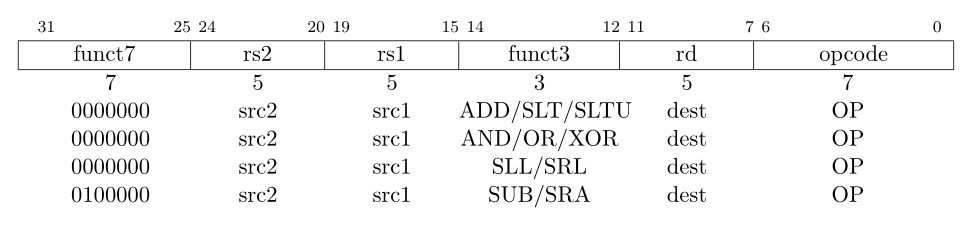 31 25 24 20 19 15 14 12 11 7 6 0
funct7 rs2 rs1 funct3 rd opcode
7 5 5 3 5 7
0000000 src2 src1 ADD/SLT/SLTU dest OP
0000000 src2 src1 AND/OR/XOR dest OP
0000000 src2 src1 SLL/SRL dest OP
0100000 src2 src1 SUB/SRA dest OP